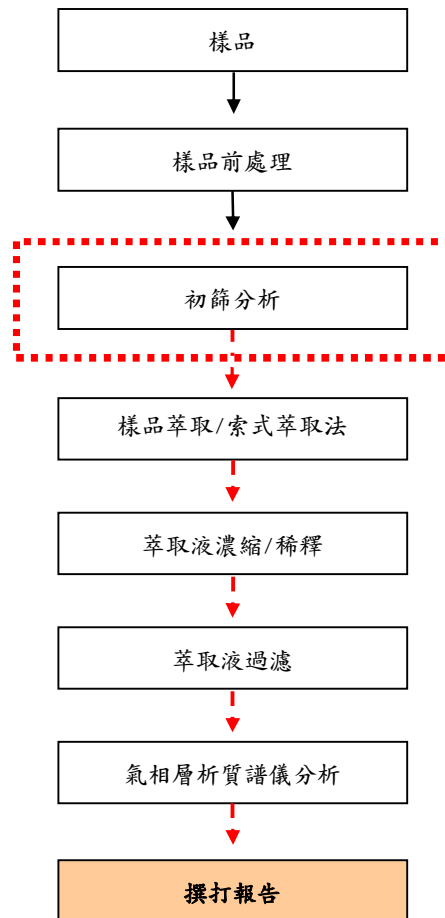 樣品
樣品前處理
初篩分析
樣品萃取/索式萃取法
萃取液濃縮/稀釋
萃取液過濾
氣相層析質譜儀分析
撰打報告